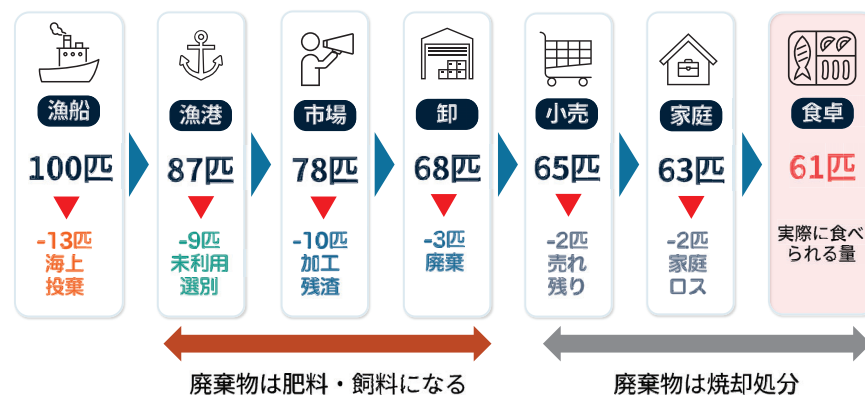 漁船
100匹
-13匹
海上
投棄
漁港
87匹
-9匹
未利用
選別
市場
78匹
-10匹
加工
残渣
卸
68匹
-3匹
廃棄
小売
65匹
-2匹
売れ
残り
家庭
63匹
-2匹
家庭
ロス
食卓
61匹
実際に食べ
られる量
廃棄物は肥料・飼料になる
廃棄物は焼却処分